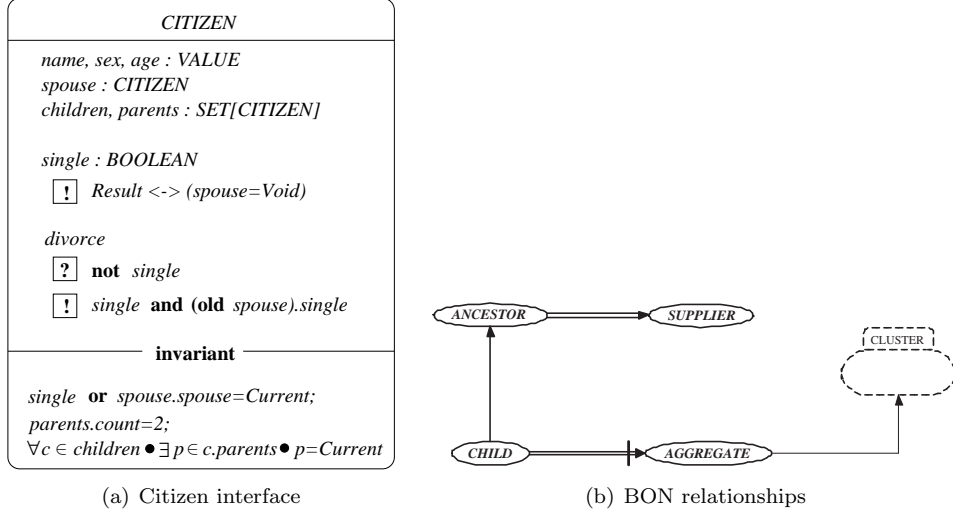 CITIZEN
name, sex, age : VALUE
spouse : CITIZEN
children, parents : SET[CITIZEN]
single : BOOLEAN
! Result <-> (spouse=Void)
divorce
? not single
! single and (old spouse).single
invariant
single or spouse.spouse=Current;
parents.count=2;
∀c ∈ children • ∃ p ∈ c.parents • p=Current
(a) Citizen interface
ANCESTOR
SUPPLIER
CLUSTER
CHILD
AGGREGATE
(b) BON relationships